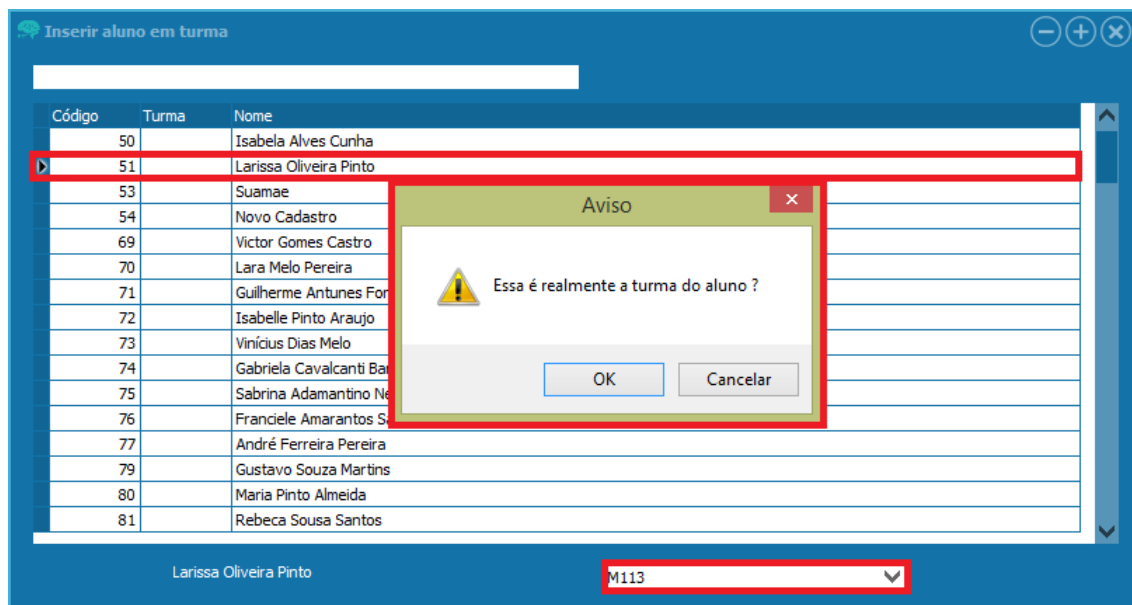 Inserir aluno em turma
Código Turma Nome
50 Isabela Alves Cunha
51 Larissa Oliveira Pinto
53 Suamae
54 Novo Cadastro
69 Victor Gomes Castro
70 Lara Melo Pereira
71 Guilherme Antunes
72 Isabelle Pinto Araujo
73 Vinícius Dias Melo
74 Gabriela Cavalcanti
75 Sabrina Adamantino
76 Franciele Amarantos
77 André Ferreira Pereira
79 Gustavo Souza Martins
80 Maria Pinto Almeida
81 Rebeca Sousa Santos
Aviso
Essa é realmente a turma do aluno ?
OK Cancelar
Larissa Oliveira Pinto M113